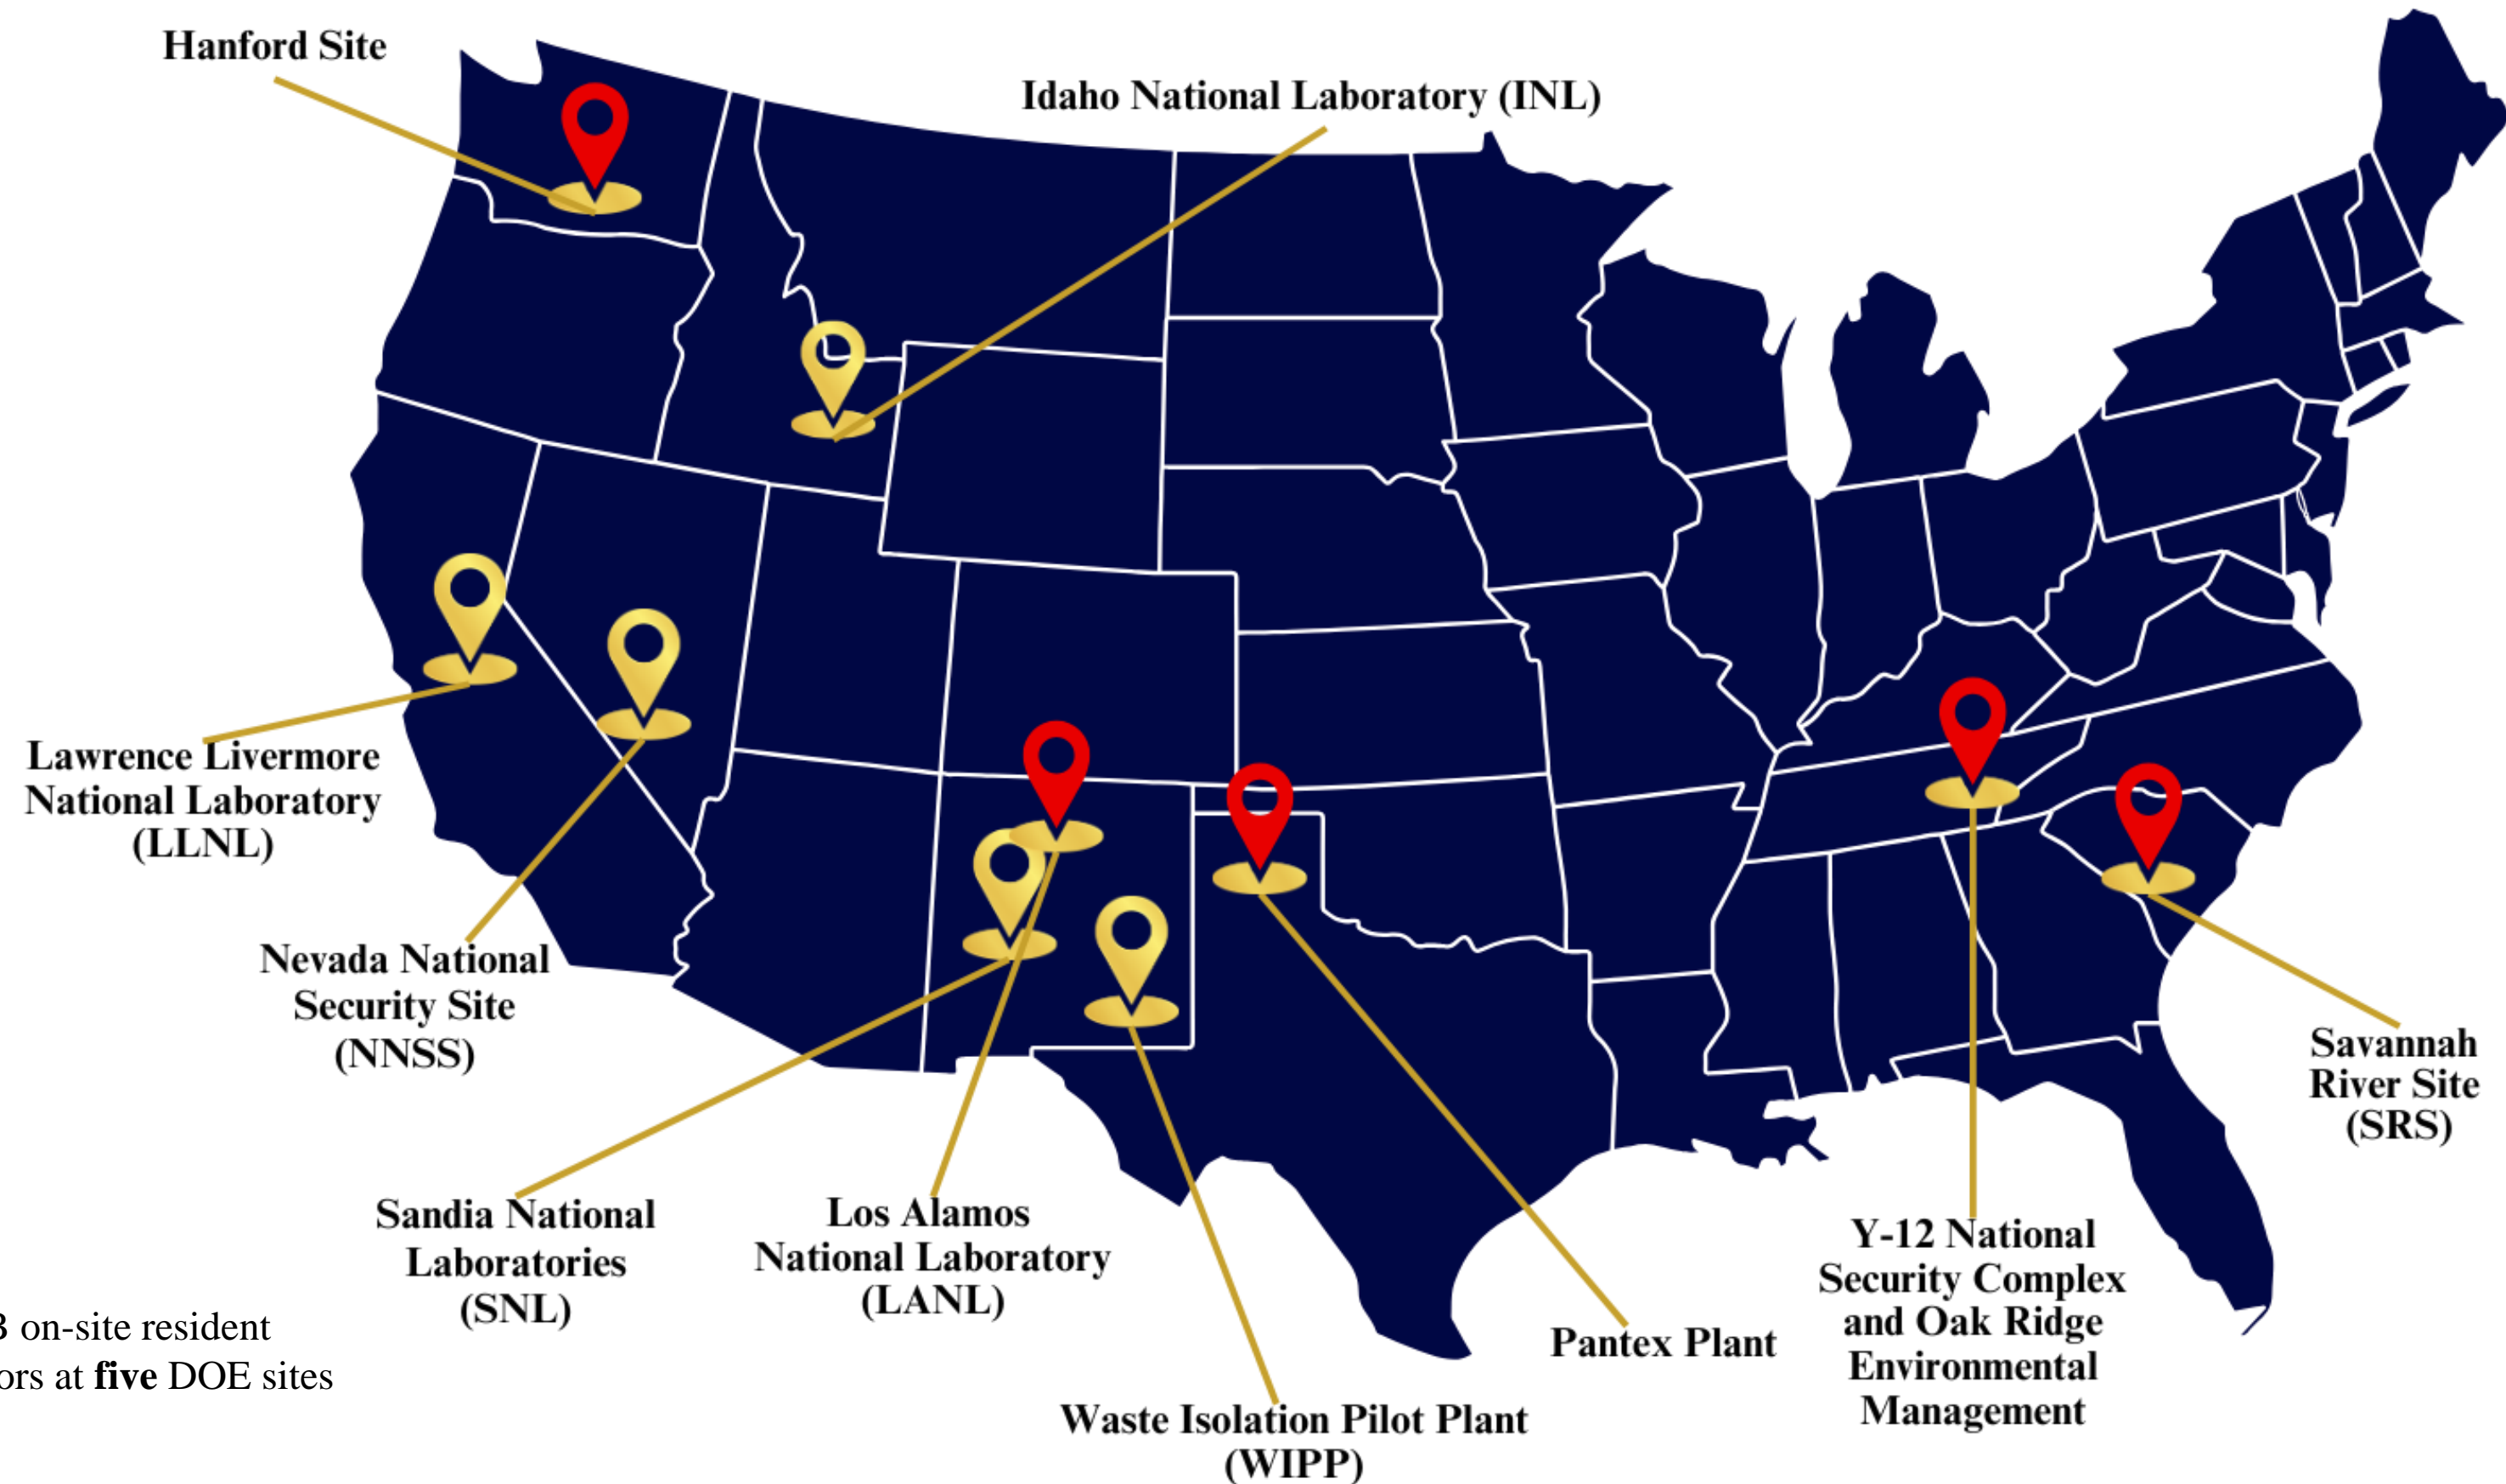 Hanford Site
Idaho National Laboratory (INL)
Lawrence Livermore
National Laboratory
(LLNL)
Nevada National
Security Site
(NNSS)
Sandia National
Laboratories
(SNL)
Los Alamos
National Laboratory
(LANL)
Waste Isolation Pilot Plant
(WIPP)
Pantex Plant
Y-12 National
Security Complex
and Oak Ridge
Environmental
Management
Savannah
River Site
(SRS)
on-site resident
at five DOE sites